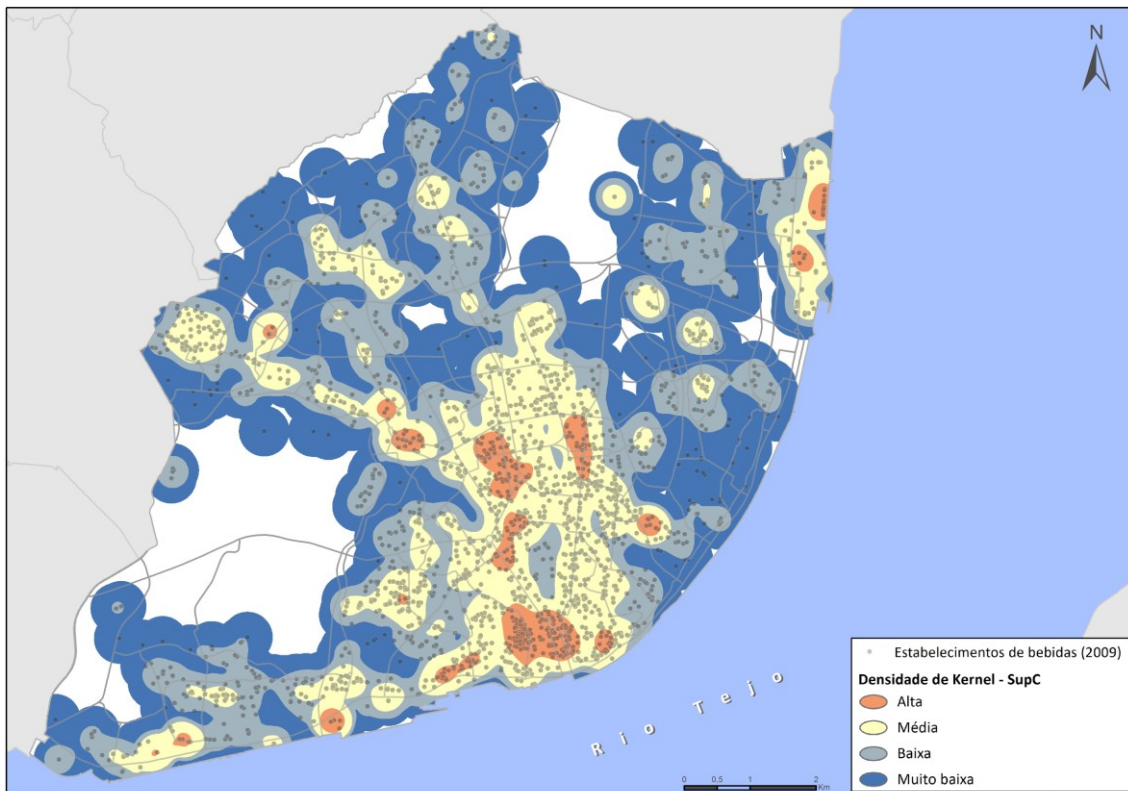 N
Rio Tejo
Estabelecimentos de bebidas (2009)
Densidade de Kernel - SupC
Alta
Média
Baixa
Muito baixa
0 0,5 1 2
Km